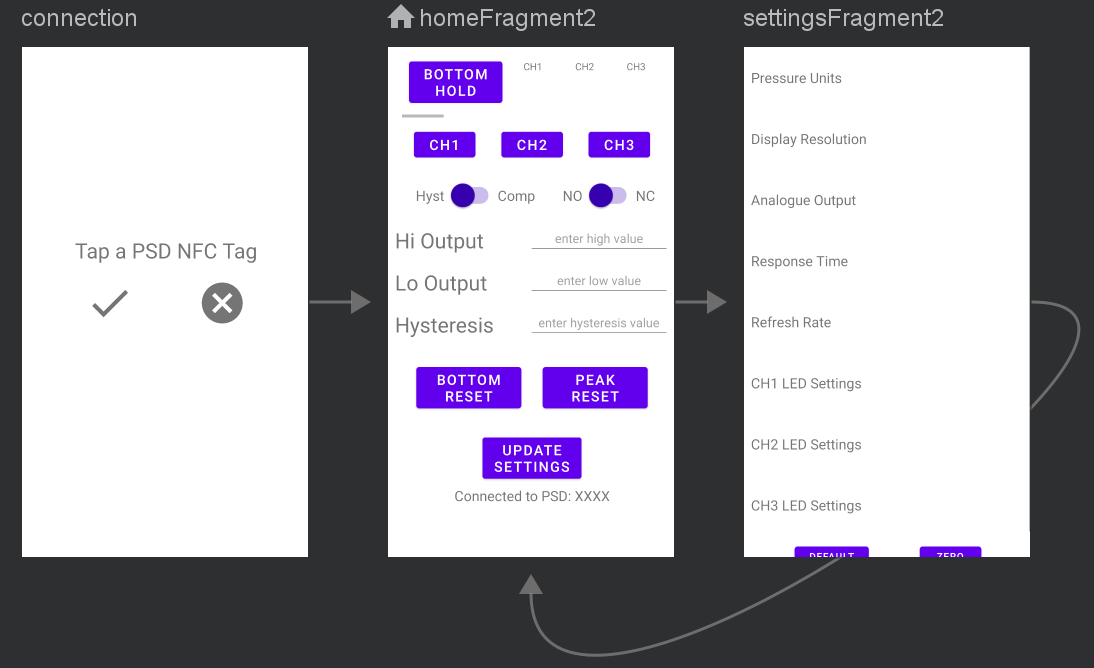 connection
homeFragment2
settingsFragment2
Tap a PSD NFC Tag
BOTTOM
HOLD
CH1 CH2 CH3
CH1 CH2 CH3
Hyst Comp NO NC
Hi Output enter high value
Lo Output enter low value
Hysteresis enter hysteresis value
BOTTOM
RESET
PEAK
RESET
UPDATE
SETTINGS
Connected to PSD: XXXX
Pressure Units
Display Resolution
Analogue Output
Response Time
Refresh Rate
CH1 LED Settings
CH2 LED Settings
CH3 LED Settings
DEFAULT ZERO